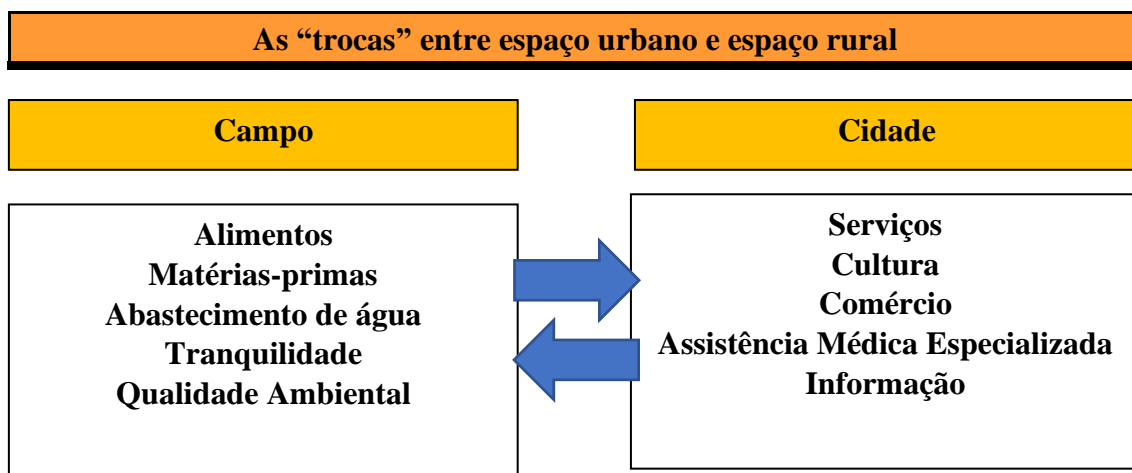 As “trocas” entre espaço urbano e espaço rural
Campo
Alimentos
Matérias-primas
Abastecimento de água
Tranquilidade
Qualidade Ambiental
Cidade
Serviços
Cultura
Comércio
Assistência Médica Especializada
Informação